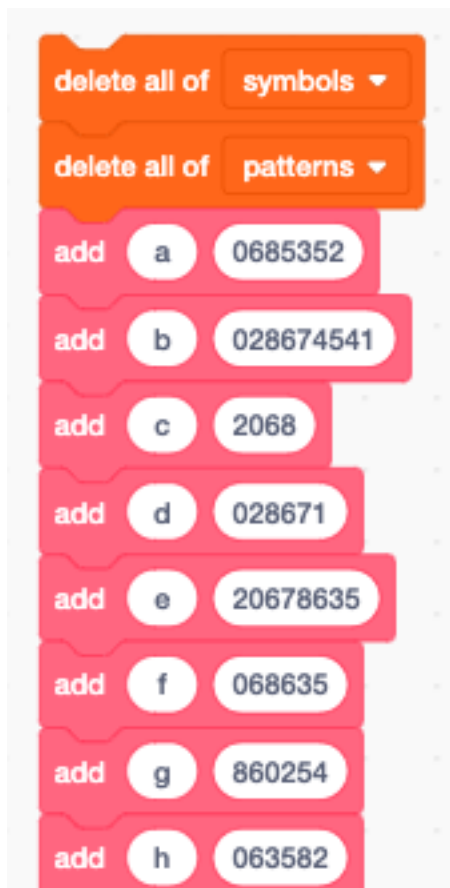 delete all of symbols
delete all of patterns
add a 0685352
add b 028674541
add c 2068
add d 028671
add e 20678635
add f 068635
add g 860254
add h 063582